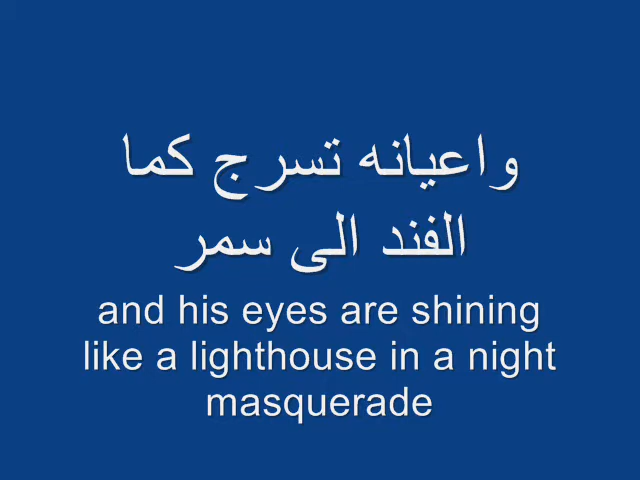 واعيانه تسرج كما
الفند الى سمر
and his eyes are shining
like a lighthouse in a night
masquerade